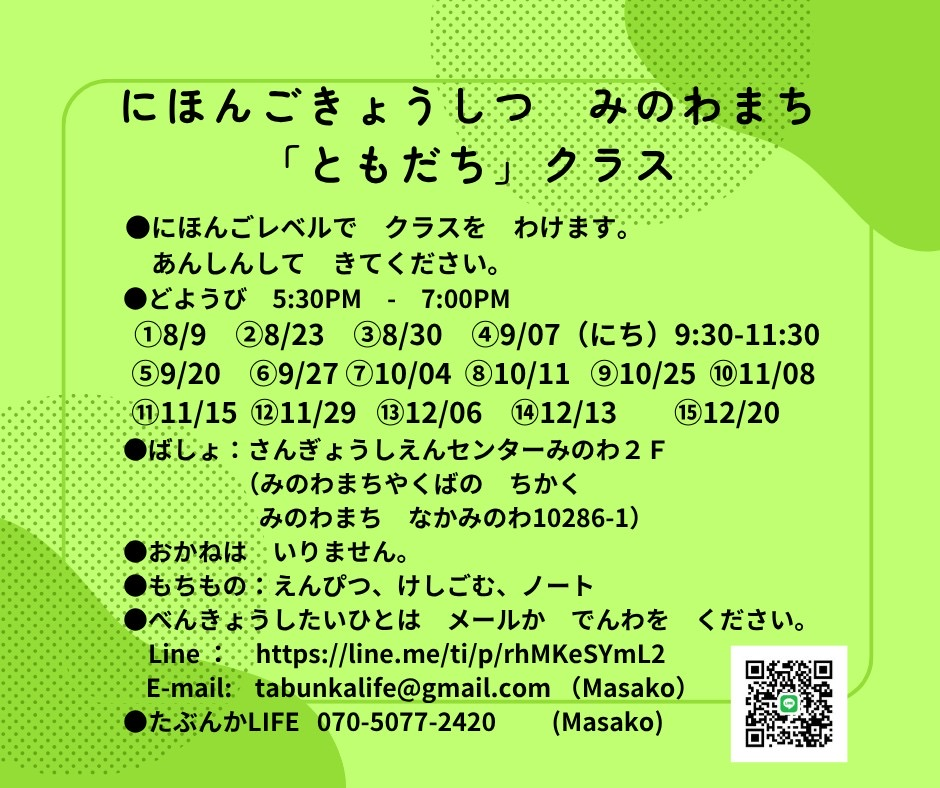 にほんごきょうしつ　みのわまち
「ともだち」クラス
●にほんごレベルで　クラスを　わけます。
あんしんして　きてください。
●どようび　5:30PM　-　7:00PM
①8/9　②8/23　③8/30　④9/07（にち）9:30-11:30
⑤9/20　⑥9/27 ⑦10/04 ⑧10/11 ⑨10/25 ⑩11/08
⑪11/15 ⑫11/29 ⑬12/06 ⑭12/13　⑮12/20
●ばしょ：さんぎょうしえんセンターみのわ２Ｆ
（みのわまちやくばの　ちかく
みのわまち　なかみのわ10286-1）
●おかねは　いりません。
●もちもの：えんぴつ、けしごむ、ノート
●べんきょうしたいひとは　メールか　でんわを　ください。
Line ：　https://line.me/ti/p/rhMKeSYmL2
E-mail:　tabunkalife@gmail.com （Masako）
●たぶんかLIFE 070-5077-2420　(Masako)